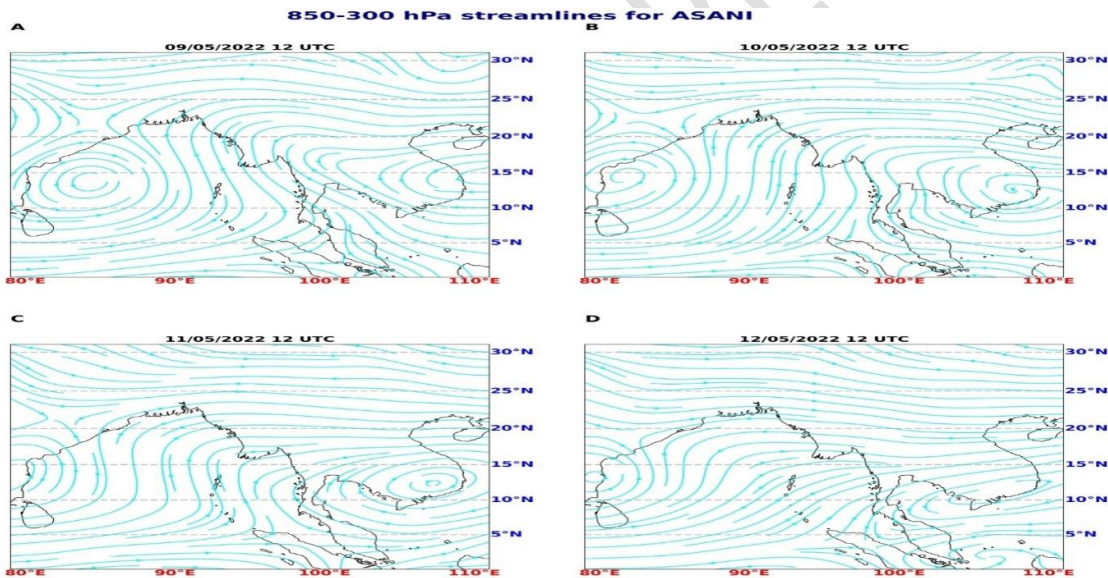 850-300 hPa streamlines for ASANI
A
09/05/2022 12 UTC
30°N
25°N
20°N
15°N
10°N
5°N
80°E 90°E 100°E 110°E
B
10/05/2022 12 UTC
30°N
25°N
20°N
15°N
10°N
5°N
80°E 90°E 100°E 110°E
C
11/05/2022 12 UTC
30°N
25°N
20°N
15°N
10°N
5°N
80°E 90°E 100°E 110°E
D
12/05/2022 12 UTC
30°N
25°N
20°N
15°N
10°N
5°N
80°E 90°E 100°E 110°E